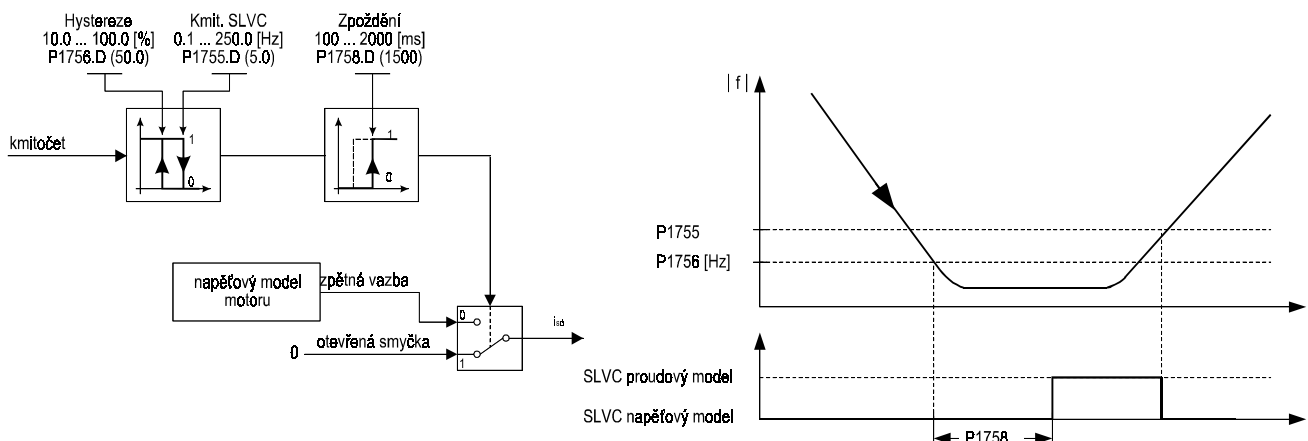 Hystereze
10.0 ... 100.0 [%]
P1756.D (50.0)
Kmit. SLVC
0.1 ... 250.0 [Hz]
P1755.D (5.0)
Zpoždění
100 ... 2000 [ms]
P1758.D (1500)
kmitočet
1
0
1
0
napěťový model
motoru
zpětná vazba
0
0
otevřená smyčka
1
isd
| f |
P1755
P1756 [Hz]
SLVC proudový model
SLVC napěťový model
P1758